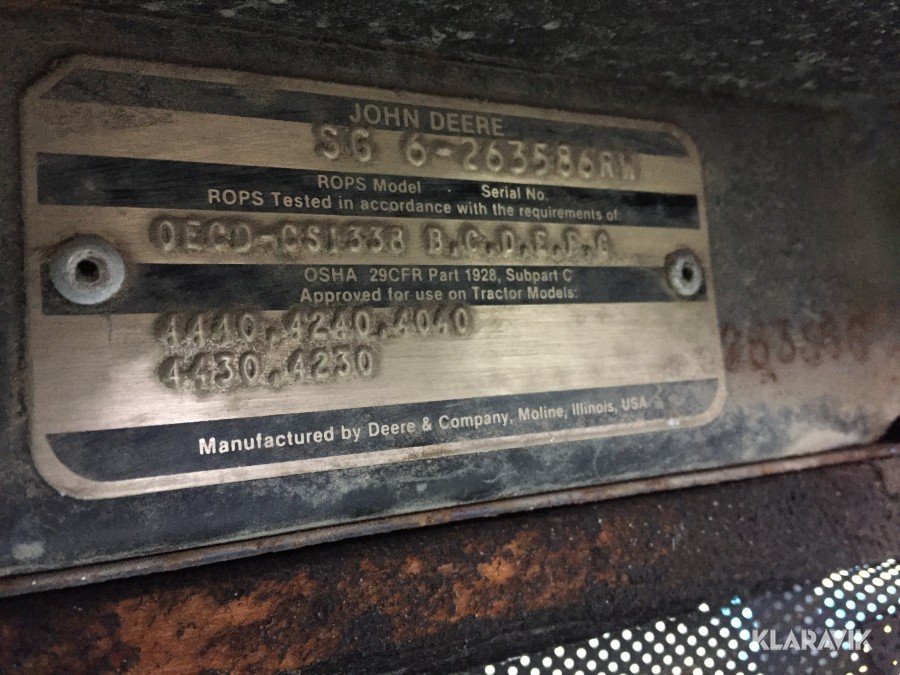 JOHN DEERE
SG 6-263586RW
ROPS Model Serial No.
ROPS Tested in accordance with the requirements of:
OECD-CS1338 B,C,D,E,F,G
OSHA 29CFR Part 1928, Subpart C
Approved for use on Tractor Models:
4440,4240,4040
4430,4230
Manufactured by Deere & Company, Moline, Illinois, USA
KLARAVIK